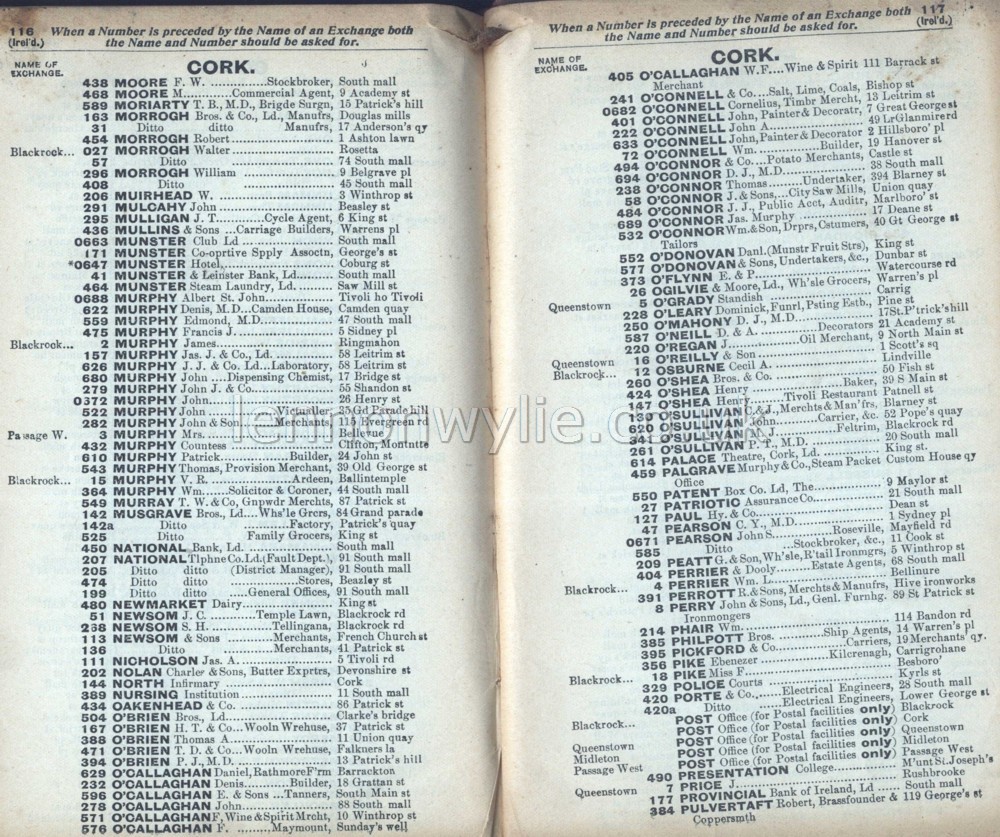 116 When a Number is preceded by the Name of an Exchange both
(Irel'd.) the Name and Number should be asked for.
NAME OF
EXCHANGE.
CORK.
438 MOORE F. W. ..........Stockbroker, South mall
468 MOORE M..........Commercial Agent, 9 Academy st
589 MORIARTY T. B., M.D., Brigde Surgn, 15 Patrick's hill
163 MORROGH Bros. & Co., Ld., Manufrs, Douglas mills
31 Ditto ditto Manufrs, 17 Anderson's qy
454 MORROGH Robert .......... 1 Ashton lawn
Blackrock... 027 MORROGH Walter .......... Rosetta
57 Ditto .......... 74 South mall
296 MORROGH William .......... 9 Belgrave pl
408 Ditto .......... 45 South mall
206 MUIRHEAD W. .......... 3 Winthrop st
291 MULCAHY John .......... Beasley st
295 MULLIGAN J. T..........Cycle Agent, 6 King st
436 MULLINS & Sons ...Carriage Builders, Warrens pl
0663 MUNSTER Club Ld .......... South mall
171 MUNSTER Co-oprtive Spply Assoctn, George's st
*0647 MUNSTER Hotel, .......... Coburg st
41 MUNSTER & Leinster Bank, Ld.......... South mall
464 MUNSTER Steam Laundry, Ld. .......... Saw Mill st
0688 MURPHY Albert St. John .......... Tivoli ho Tivoli
622 MURPHY Denis, M.D...Camden House, Camden quay
559 MURPHY Edmond, M.D.......... 47 South mall
475 MURPHY Francis J. .......... 5 Sidney pl
Blackrock... 2 MURPHY James.......... Ringmahon
157 MURPHY Jas. J. & Co., Ld. .......... 58 Leitrim st
626 MURPHY J. J. & Co. Ld...Laboratory, 58 Leitrim st
680 MURPHY John ....Dispensing Chemist, 17 Bridge st
279 MURPHY John J. & Co.......... 55 Shandon st
0372 MURPHY John.......... 26 Henry st
522 MURPHY John .......... Victualler, 35 Gd Parade hll
282 MURPHY John & Son.......... Merchants, 115 Evergreen rd
Passage W. 3 MURPHY Mrs. .......... Bellevue
432 MURPHY Countess .......... Clifton, Montntte
610 MURPHY Patrick..........Builder, 24 John st
543 MURPHY Thomas, Provision Merchant, 39 Old George st
Blackrock... 15 MURPHY V. R. ..........Ardeen, Ballintemple
364 MURPHY Wm.......Solicitor & Coroner, 44 South mall
549 MURRAY T. W. & Co, Gnpwdr Merchts, 87 Patrick st
142 MUSGRAVE Bros., Ld....Whs'le Grcrs, 84 Grand parade
142a Ditto ..........Factory, Patrick's quay
525 Ditto Family Grocers, King st
450 NATIONAL Bank, Ld. .......... South mall
207 NATIONAL Tlphne Co. Ld. (Fault Dept.), 91 South mall
205 Ditto ditto (District Manager), 91 South mall
474 Ditto ditto ..........Stores, Beazley st
199 Ditto ditto .....General Offices, 91 South mall
480 NEWMARKET Dairy.......... King st
51 NEWSOM J. C. ..........Temple Lawn, Blackrock rd
238 NEWSOM S. H. ..........Tellingana, Blackrock rd
113 NEWSOM & Sons ..........Merchants, French Church st
136 Ditto ..........Merchants, 41 Patrick st
111 NICHOLSON Jas. A .......... 5 Tivoli rd
202 NOLAN Charles & Sons, Butter Exprtrs, Devonshire st
144 NORTH Infirmary .......... Cork
389 NURSING Institution .......... 11 South mall
434 OAKENHEAD & Co. .......... 86 Patrick st
504 O'BRIEN Bros., Ld.......... Clarke's bridge
167 O'BRIEN H. T. & Co...Wooln Wrehuse, 37 Patrick st
388 O'BRIEN Thomas A .......... 11 Union quay
471 O'BRIEN T. D. & Co...Wooln Wrehuse, Falkners la
394 O'BRIEN P. J., M.D. .......... 13 Patrick's hill
629 O'CALLAGHAN Daniel, Rathmore F'rm Barrackton
232 O'CALLAGHAN Denis..........Builder, 18 Grattan st
596 O'CALLAGHAN E. & Sons ...Tanners, South Main st
278 O'CALLAGHAN John .......... 88 South mall
571 O'CALLAGHAN F, Wine & Spirit Mrcht, 10 Winthrop st
576 O'CALLAGHAN F. ..........Maymount, Sunday's well
When a Number is preceded by the Name of an Exchange both 117
the Name and Number should be asked for. (Irel'd.)
NAME OF
EXCHANGE.
CORK.
405 O'CALLAGHAN W.F....Wine & Spirit 111 Barrack st
Merchant
241 O'CONNELL & Co....Salt, Lime, Coals, Bishop st
0682 O'CONNELL Cornelius, Timbr Mercht, 13 Leitrim st
401 O'CONNELL John, Painter & Decoratr, 7 Great George st
222 O'CONNELL John A.......... 49 Lr Glanmire rd
633 O'CONNELL John, Painter & Decorator 2 Hillsboro' pl
72 O'CONNELL Wm. ..........Builder, 19 Hanover st
494 O'CONNOR & Co....Potato Merchants, Castle st
694 O'CONNOR D. J., M.D. .......... 38 South mall
238 O'CONNOR Thomas..........Undertaker, 394 Blarney st
58 O'CONNOR J. & Sons....City Saw Mills, Union quay
484 O'CONNOR J. J., Public Acct, Auditr, Marlboro' st
689 O'CONNOR Jas. Murphy .......... 17 Deane st
532 O'CONNOR Wm. & Son, Drprs, Cstumers, 40 Gt George st
Tailors
552 O'DONOVAN Danl. (Munstr Fruit Strs), King st
577 O'DONOVAN & Sons, Undertakers, &c., Dunbar st
373 O'FLYNN E. & P.......... Watercourse rd
26 OGILVIE & Moore, Ld., Wh'sle Grocers, Warren's pl
Queenstown 5 O'GRADY Standish .......... Carrig
228 O'LEARY Dominick, Funrl, Psting Estb., Pine st
250 O'MAHONY D. J., M.D. .......... 17 St. P'trick's hill
587 O'NEILL D. & A. ..........Decorators 21 Academy st
220 O'REGAN J..........Oil Merchant, 9 North Main st
Queenstown 16 O'REILLY & Son .......... 1 Scott's sq
Blackrock... 12 OSBURNE Cecil A. .......... Lindville
260 O'SHEA Bros. & Co. .......... 50 Fish st
424 O'SHEA Henry ..........Baker, 39 S Main st
147 O'SHEA Henry......Tivoli Restaurant Patnell st
139 O'SULLIVAN L & J., Merchts & Man'frs, Blarney st
620 O'SULLIVAN John..........Carrier, &c. 52 Pope's quay
341 O'SULLIVAN J. ..........Feltrim, Blackrock rd
261 O'SULLIVAN P. T., M.D. .......... 20 South mall
614 PALACE Theatre, Cork, Ld. .......... King st.
459 PALGRAVE Murphy & Co., Steam Packet Custom House qy
Office
550 PATENT Box Co. Ld, The.......... 9 Maylor st
27 PATRIOTIC Assurance Co. .......... 21 South mall
127 PAUL Hy. & Co. .......... Dean st
47 PEARSON C. Y., M.D. .......... 1 Sydney pl
0671 PEARSON John S..........Roseville, Mayfield rd
585 Ditto ..........Stockbroker, &c., 11 Cook st
209 PEATT G. & Son, Wh'sle, R'tail Ironmgrs, 5 Winthrop st
404 PERRIER & Dooly..........Estate Agents, 68 South mall
Blackrock... 4 PERRIER Wm. L.......... Bellinure
391 PERROTT R. & Sons, Merchts & Manufrs, Hive ironworks
8 PERRY John & Sons, Ld., Genl. Furnhg. 89 St Patrick st
Ironmongers
214 PHAIR Wm. .......... 114 Bandon rd
385 PHILPOTT Bros. ..........Ship Agents, 14 Warren's pl
395 PICKFORD & Co..........Carriers, 19 Merchants' qy.
356 PIKE Ebenezer ..........Kilcrenagh, Carrigrohane
Blackrock... 18 PIKE Miss F.......... Besboro'
329 POLICE Courts .......... Kyrls st
420 PORTE & Co.,......Electrical Engineers, 28 South mall
420a Ditto ......Electrical Engineers, Lower George st
Blackrock... POST Office (for Postal facilities only) Blackrock
POST Office (for Postal facilities only) Cork
Queenstown POST Office (for Postal facilities only) Queenstown
Midleton POST Office (for Postal facilities only) Midleton
Passage West POST Office (for Postal facilities only) Passage West
490 PRESENTATION College.......... M'unt St. Joseph's
Queenstown 7 PRICE J.......... Rushbrooke
177 PROVINCIAL Bank of Ireland, Ld ...... South mall
384 PULVERTAFT Robert, Brassfounder & 119 George's st
Coppersmth